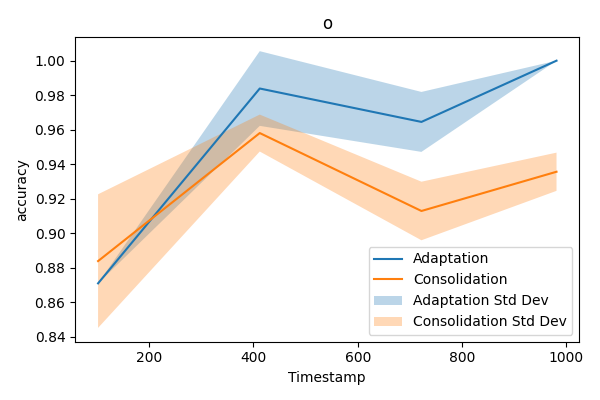 o
1.00
0.98
0.96
0.94
0.92
0.90
0.88
0.86
0.84
accuracy
200
400
600
800
1000
Timestamp
Adaptation
Consolidation
Adaptation Std Dev
Consolidation Std Dev